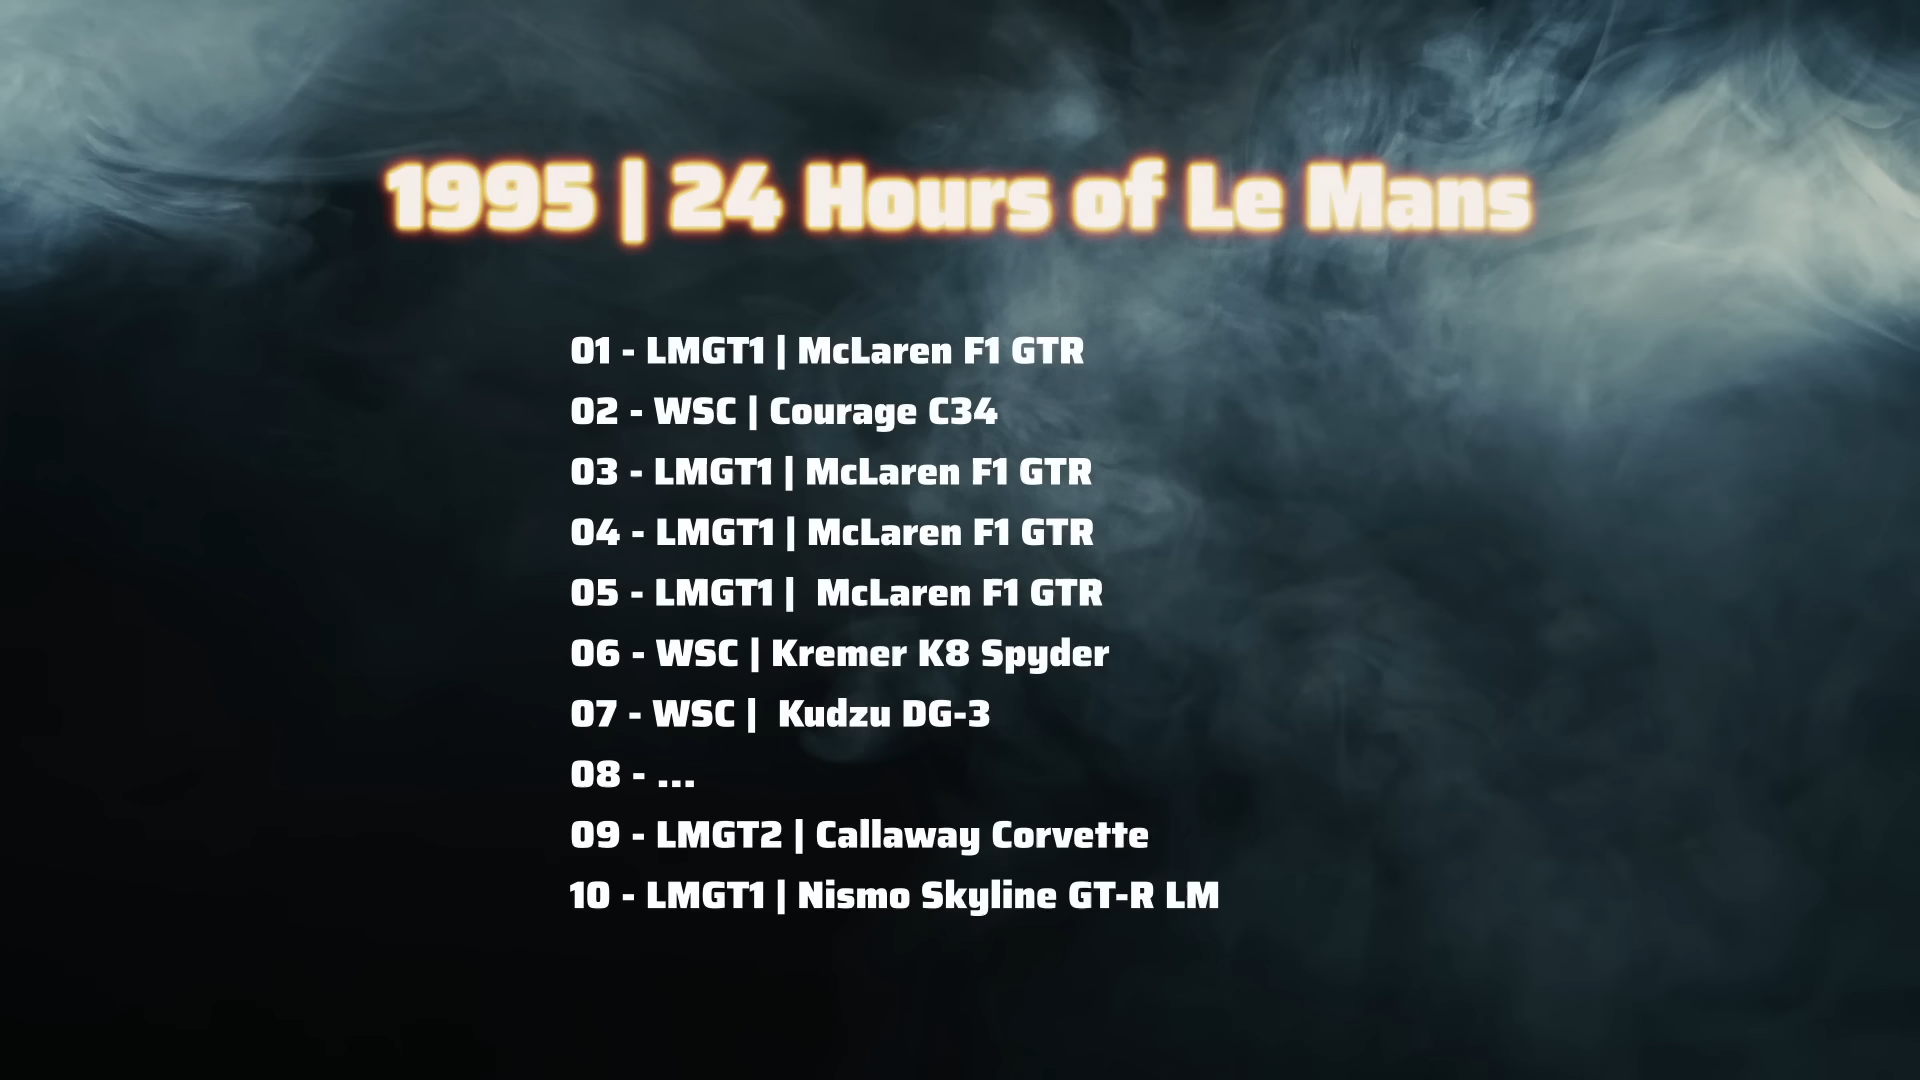 1995 | 24 Hours of Le Mans
01 - LMGT1 | McLaren F1 GTR
02 - WSC | Courage C34
03 - LMGT1 | McLaren F1 GTR
04 - LMGT1 | McLaren F1 GTR
05 - LMGT1 |  McLaren F1 GTR
06 - WSC | Kremer K8 Spyder
07 - WSC |  Kudzu DG-3
08 - ...
09 - LMGT2 | Callaway Corvette
10 - LMGT1 | Nismo Skyline GT-R LM